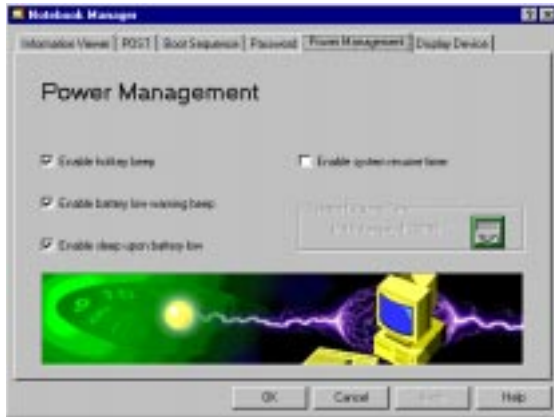 Notebook Manager
Information Viewer POST Boot Sequence Password Power Management Display Device
Power Management
Enable hotkey beep
Enable system resume timer
Enable battery low warning beep
Enable sleep upon battery low
OK Cancel Help